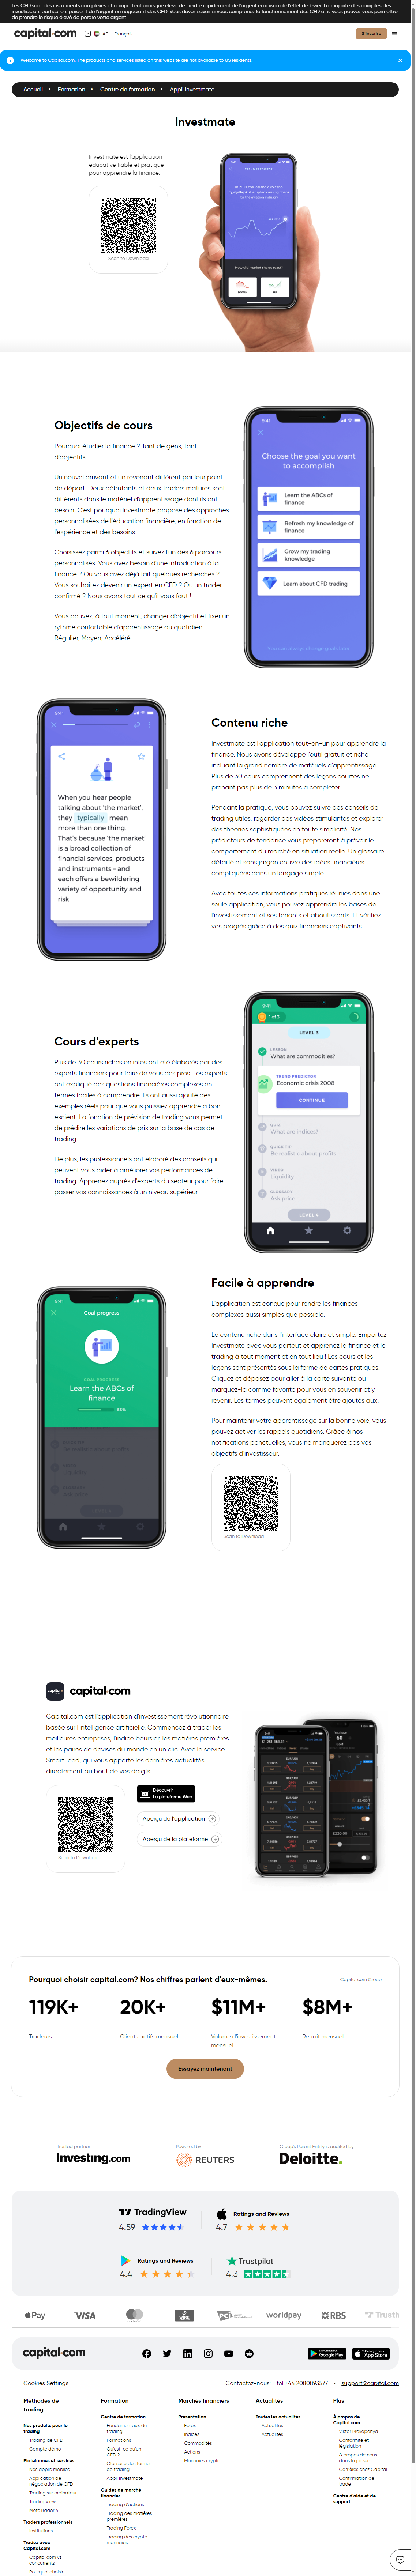 Les CFD sont des instruments complexes et comportent un risque élevé de perdre rapidement de l'argent en raison de l'effet de levier. La majorité des comptes des
investisseurs particuliers perdent de l'argent en négociant des CFD. Vous devez savoir si vous comprenez le fonctionnement des CFD et si vous pouvez vous permettre
de prendre le risque élevé de perdre votre argent.
capital.com
AE
Français
S'inscrire
Welcome to Capital.com. The products and services listed on this website are not available to US residents.
Accueil
Formation
Centre de formation
Appli Investmate
Investmate
Investmate est l'application
éducative fiable et pratique
pour apprendre la finance.
Scan to Download
TREND PREDICTOR
How did market shares react?
Objectifs de cours
Pourquoi étudier la finance ? Tant de gens, tant
d'objectifs.
Un nouvel arrivant et un revenant diffèrent par leur point
de départ. Deux débutants et deux traders matures sont
différents dans le matériel d'apprentissage dont ils ont
besoin. C'est pourquoi Investmate propose des approches
personnalisées de l'éducation financière, en fonction de
l'expérience et des besoins.
Choisissez parmi 6 objectifs et suivez l'un des 6 parcours
personnalisés. Vous avez besoin d'une introduction à la
finance ? Ou vous avez déjà fait quelques recherches ?
Vous souhaitez devenir un expert en CFD ? Ou un trader
confirmé ? Nous avons tout ce qu'il vous faut !
Vous pouvez, à tout moment, changer d'objectif et fixer un
rythme confortable d'apprentissage au quotidien :
Régulier, Moyen, Accéléré.
9:41
Choose the goal you want
to accomplish
Learn the ABCs of
finance
Refresh my knowledge of
finance
Grow my trading
knowledge
Learn about CFD trading
You can always change goals later
9:41
When you hear people
talking about 'the market',
they typically mean
more than one thing.
That's because 'the market'
is a broad collection of
financial services, products
and instruments - and
each offers a bewildering
variety of opportunity and
risk
Contenu riche
Investmate est l'application tout-en-un pour apprendre la
finance. Nous avons développé l'outil gratuit et riche
incluant la grand nombre de matériels d'apprentissage.
Plus de 30 cours comprennent des leçons courtes ne
prenant pas plus de 3 minutes à compléter.
Pendant la pratique, vous pouvez suivre des conseils de
trading utiles, regarder des vidéos stimulantes et explorer
des théories sophistiquées en toute simplicité. Nos
prédicteurs de tendance vous prépareront à prévoir le
comportement du marché en situation réelle. Un glossaire
détaillé et sans jargon couvre des idées financières
compliquées dans un langage simple.
Avec toutes ces informations pratiques réunies dans une
seule application, vous pouvez apprendre les bases de
l'investissement et ses tenants et aboutissants. Et vérifiez
vos progrès grâce à des quiz financiers captivants.
Cours d'experts
Plus de 30 cours riches en infos ont été élaborés par des
experts financiers pour faire de vous des pros. Les experts
ont expliqué des questions financières complexes en
termes faciles à comprendre. Ils ont aussi ajouté des
exemples réels pour que vous puissiez apprendre à bon
escient. La fonction de prévision de trading vous permet
de prédire les variations de prix sur la base de cas de
trading.
De plus, les professionnels ont élaboré des conseils qui
peuvent vous aider à améliorer vos performances de
trading. Apprenez auprès d'experts du secteur pour faire
passer vos connaissances à un niveau supérieur.
9:41
1 of 3
LEVEL 3
LESSON
What are commodities?
TREND PREDICTOR
Economic crisis 2008
CONTINUE
QUIZ
What are indices?
QUICK TIP
Be realistic about profits
VIDEO
Liquidity
GLOSSARY
Ask price
LEVEL 4
9:41
Goal progress
GOAL PROGRESS
Learn the ABCs of
finance
Facile à apprendre
L'application est conçue pour rendre les finances
complexes aussi simples que possible.
Le contenu riche dans l'interface claire et simple. Emportez
Investmate avec vous partout et apprenez la finance et le
trading à tout moment et en tout lieu ! Les cours et les
leçons sont présentés sous la forme de cartes pratiques.
Cliquez et déposez pour aller à la carte suivante ou
marquez-la comme favorite pour vous en souvenir et y
revenir. Les termes peuvent également être ajoutés aux.
Pour maintenir votre apprentissage sur la bonne voie, vous
pouvez activer les rappels quotidiens. Grâce à nos
notifications ponctuelles, vous ne manquerez pas vos
objectifs d'investisseur.
Scan to Download
capital.com
Capital.com est l'application d'investissement révolutionnaire
basée sur l'intelligence artificielle. Commencez à trader les
meilleures entreprises, l'indice boursier, les matières premières
et les paires de devises du monde en un clic. Avec le service
SmartFeed, qui vous apporte les dernières actualités
directement au bout de vos doigts.
Scan to Download
Découvrir
La plateforme Web
Aperçu de l'application
Aperçu de la plateforme
Pourquoi choisir capital.com? Nos chiffres parlent d'eux-mêmes.
Capital.com Group
119K+
Tradeurs
20K+
Clients actifs mensuel
$11M+
Volume d'investissement
mensuel
$8M+
Retrait mensuel
Essayez maintenant
Trusted partner
Investing.com
Powered by
REUTERS
Group's Parent Entity is audited by
Deloitte.
TradingView
4.59
Ratings and Reviews
4.7
Ratings and Reviews
4.4
Trustpilot
4.3
Pay
VISA
mastercard
pci
worldpay
RBS
Trustly
capital.com
Google Play
App Store
Cookies Settings
Contactez-nous:
tel +44 2080893577
support@capital.com
Méthodes de
trading
Nos produits pour le
trading
Trading de CFD
Compte démo
Plateformes et services
Nos applis mobiles
Application de
négociation de CFD
Trading sur ordinateur
TradingView
MetaTrader 4
Traders professionnels
Institutions
Tradez avec
Capital.com
Capital.com vs
concurrents
Pourquoi choisir
Formation
Centre de formation
Fondamentaux du
trading
Formations
Qu'est-ce qu'un
CFD ?
Glossaire des termes
de trading
Appli Investmate
Guides de marché
financier
Trading d'actions
Trading des matières
premières
Trading Forex
Trading des crypto-
monnaies
Marchés financiers
Présentation
Forex
Indices
Commodités
Actions
Monnaies crypto
Actualités
Toutes les actualités
Actualités
Actualités
Plus
À propos de
Capital.com
Viktor Prokopenya
Conformité et
législation
À propos de nous
dans la presse
Carrières chez Capital
Confirmation de
trade
Centre d'aide et de
support